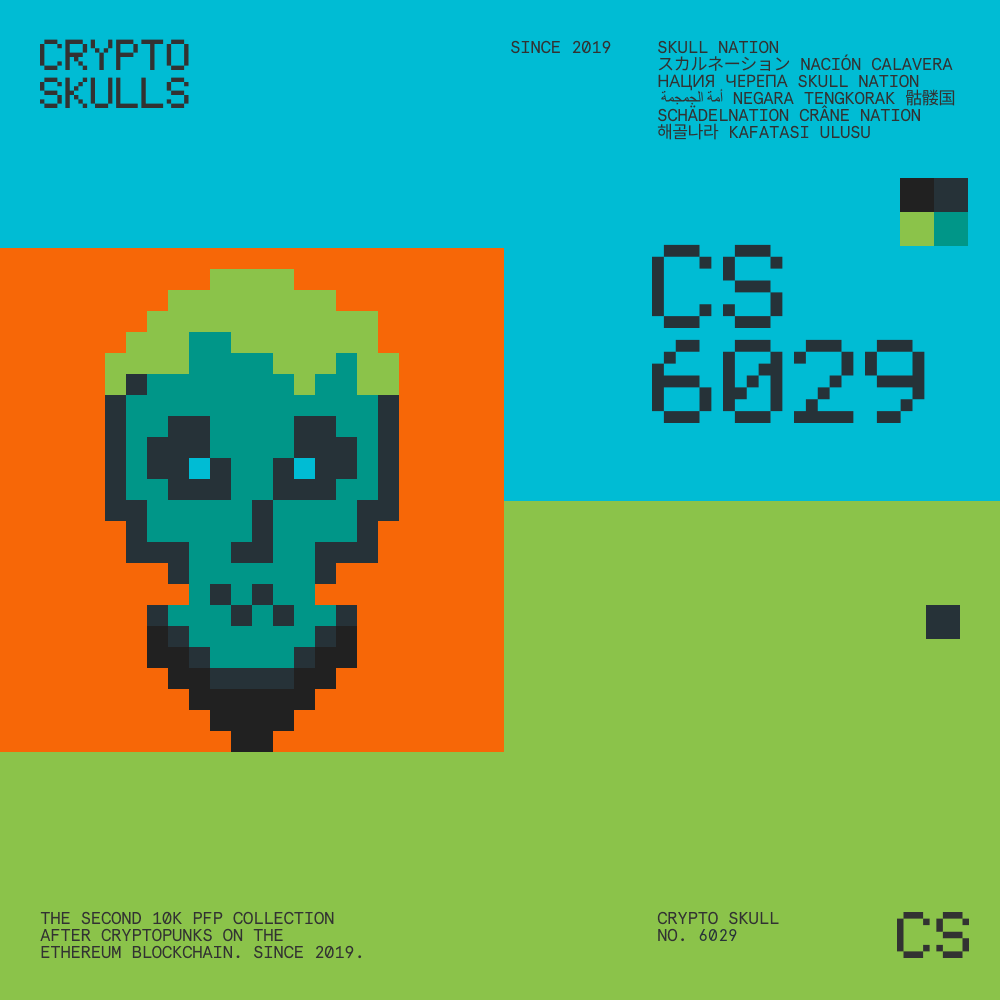 CRYPTO
SKULLS
SINCE 2019
SKULL NATION
スカルネーション NACIÓN CALAVERA
НАЦИЯ ЧЕРЕПА SKULL NATION
أمة الجمجمة NEGARA TENGKORAK 骷髅国
SCHÄDELNATION CRÂNE NATION
해골나라 KAFATASI ULUSU
CS
6029
THE SECOND 10K PFP COLLECTION
AFTER CRYPTOPUNKS ON THE
ETHEREUM BLOCKCHAIN. SINCE 2019.
CRYPTO SKULL
NO. 6029
CS